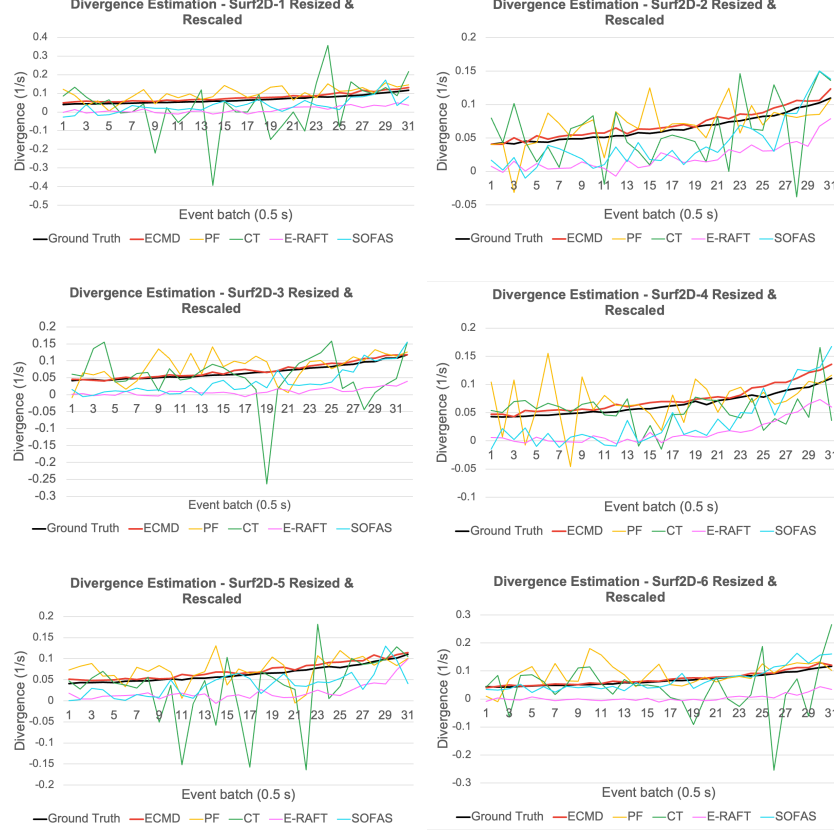 Divergence Estimation - Surf2D-1 Resized &
Rescaled
0.4
0.3
0.2
0.1
0
-0.1
-0.2
-0.3
-0.4
-0.5
Divergence (1/s)
1 3 5 7 9 11 13 15 17 19 21 23 25 27 29 31
Event batch (0.5 s)
Ground Truth ECMD PF CT E-RAFT SOFAS
Divergence Estimation - Surf2D-2 Resized &
Rescaled
0.2
0.15
0.1
0.05
0
-0.05
Divergence (1/s)
1 3 5 7 9 11 13 15 17 19 21 23 25 27 29 31
Event batch (0.5 s)
Ground Truth ECMD PF CT E-RAFT SOFAS
Divergence Estimation - Surf2D-3 Resized &
Rescaled
0.2
0.15
0.1
0.05
0
-0.05
-0.1
-0.15
-0.2
-0.25
-0.3
Divergence (1/s)
1 3 5 7 9 11 13 15 17 19 21 23 25 27 29 31
Event batch (0.5 s)
Ground Truth ECMD PF CT E-RAFT SOFAS
Divergence Estimation - Surf2D-4 Resized &
Rescaled
0.2
0.15
0.1
0.05
0
-0.05
-0.1
Divergence (1/s)
1 3 5 7 9 11 13 15 17 19 21 23 25 27 29 31
Event batch (0.5 s)
Ground Truth ECMD PF CT E-RAFT SOFAS
Divergence Estimation - Surf2D-5 Resized &
Rescaled
0.2
0.15
0.1
0.05
0
-0.05
-0.1
-0.15
-0.2
Divergence (1/s)
1 3 5 7 9 11 13 15 17 19 21 23 25 27 29 31
Event batch (0.5 s)
Ground Truth ECMD PF CT E-RAFT SOFAS
Divergence Estimation - Surf2D-6 Resized &
Rescaled
0.3
0.2
0.1
0
-0.1
-0.2
-0.3
Divergence (1/s)
1 3 5 7 9 11 13 15 17 19 21 23 25 27 29 31
Event batch (0.5 s)
Ground Truth ECMD PF CT E-RAFT SOFAS